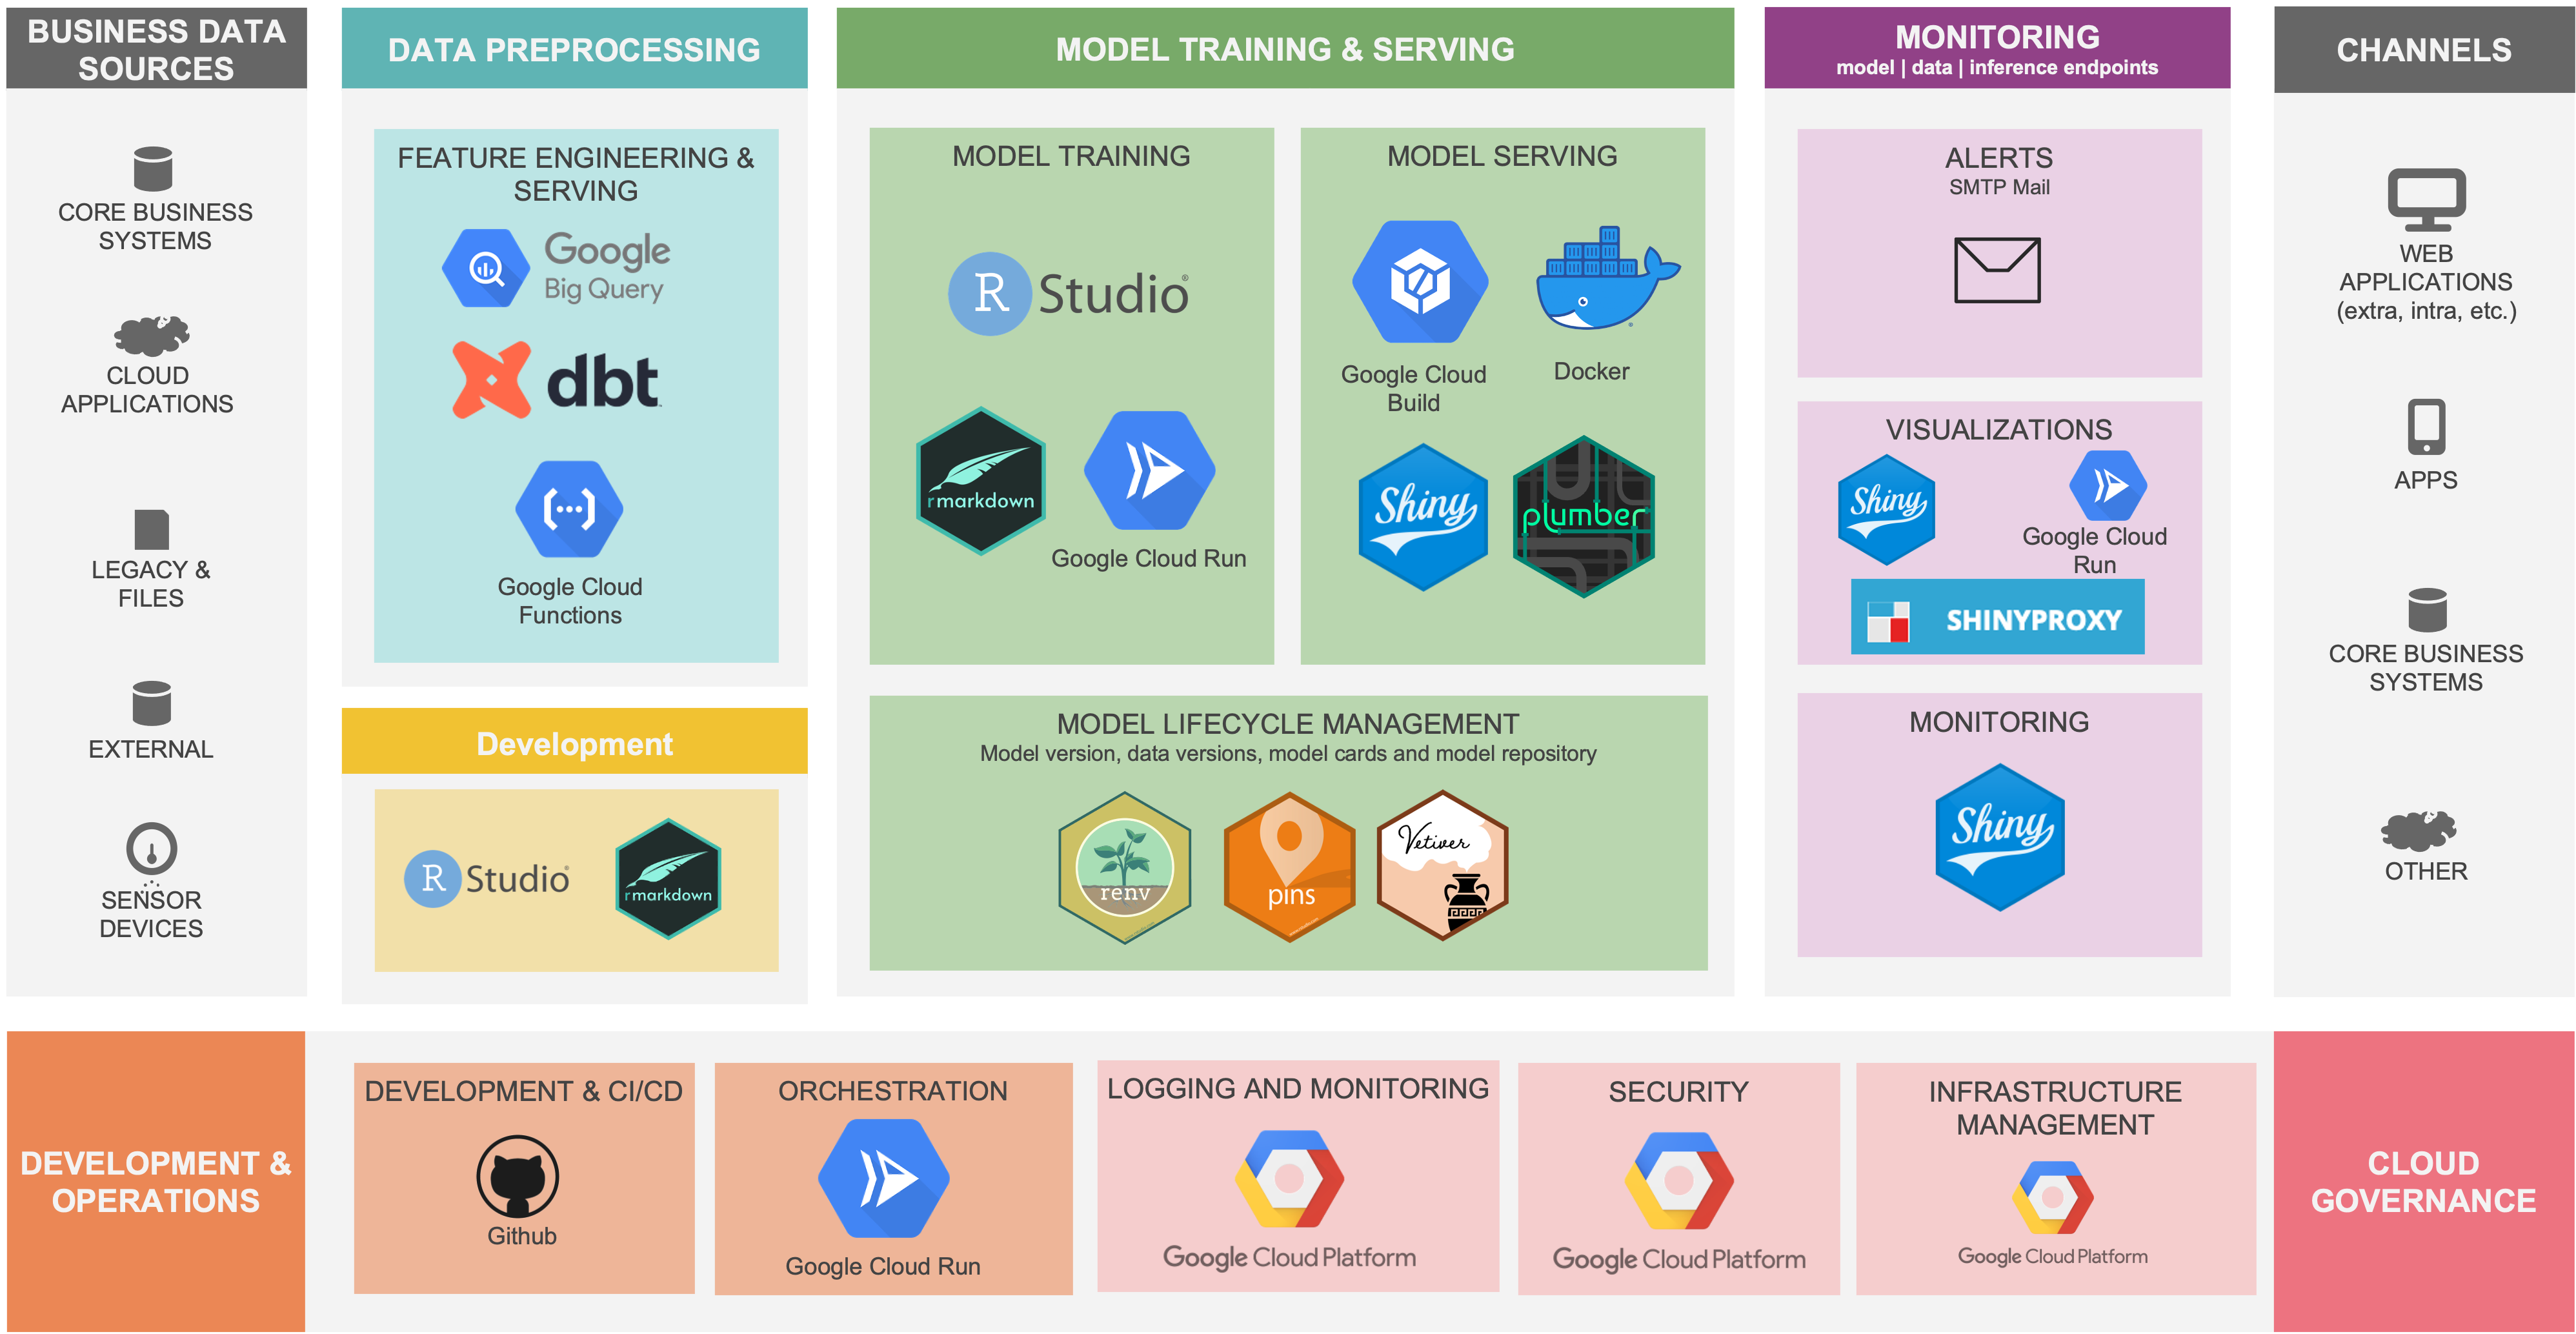 BUSINESS DATA
SOURCES
CORE BUSINESS
SYSTEMS
CLOUD
APPLICATIONS
LEGACY &
FILES
EXTERNAL
SENSOR
DEVICES
DATA PREPROCESSING
FEATURE ENGINEERING &
SERVING
Google
Big Query
dbt
Google Cloud
Functions
Development
R Studio
rmarkdown
MODEL TRAINING & SERVING
MODEL TRAINING
R Studio®
rmarkdown
Google Cloud Run
MODEL SERVING
Google Cloud
Build
Docker
Shiny
plumber
MODEL LIFECYCLE MANAGEMENT
Model version, data versions, model cards and model repository
renv
pins
Vetiver
MONITORING
model | data | inference endpoints
ALERTS
SMTP Mail
VISUALIZATIONS
Shiny
Google Cloud
Run
SHINYPROXY
MONITORING
Shiny
CHANNELS
WEB
APPLICATIONS
(extra, intra, etc.)
APPS
CORE BUSINESS
SYSTEMS
OTHER
DEVELOPMENT &
OPERATIONS
DEVELOPMENT & CI/CD
Github
ORCHESTRATION
Google Cloud Run
LOGGING AND MONITORING
Google Cloud Platform
SECURITY
Google Cloud Platform
INFRASTRUCTURE
MANAGEMENT
Google Cloud Platform
CLOUD
GOVERNANCE